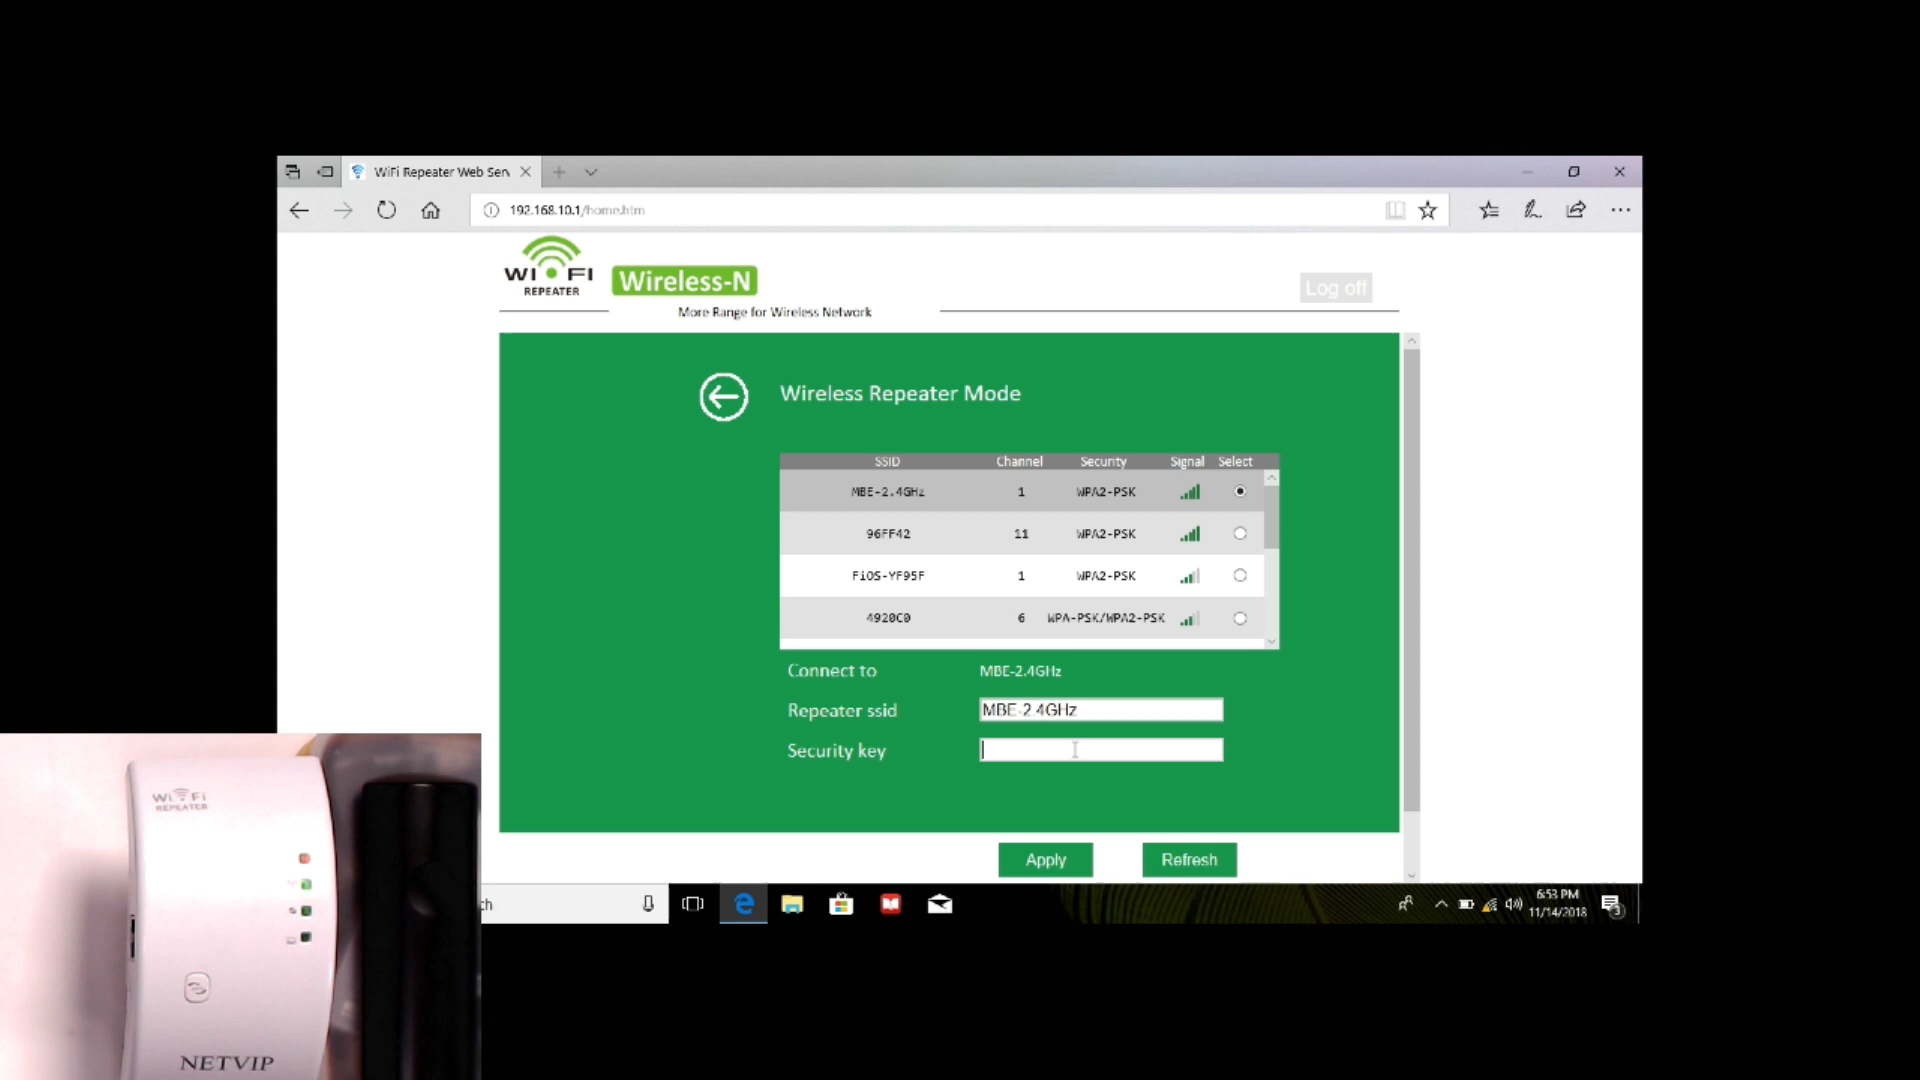 WiFi Repeater Web Serv
192.168.10.1/home.htm
WI FI
REPEATER
Wireless-N
Log off
More Range for Wireless Network
Wireless Repeater Mode
SSID Channel Security Signal Select
MBE-2.4GHz 1 WPA2-PSK
96FF42 11 WPA2-PSK
FiOS-YF95F 1 WPA2-PSK
4920C0 6 WPA-PSK/WPA2-PSK
Connect to MBE-2.4GHz
Repeater ssid MBE-2.4GHz
Security key
Apply Refresh
ch
6:53 PM
11/14/2018
3
WiFi
REPEATER
NETVIP